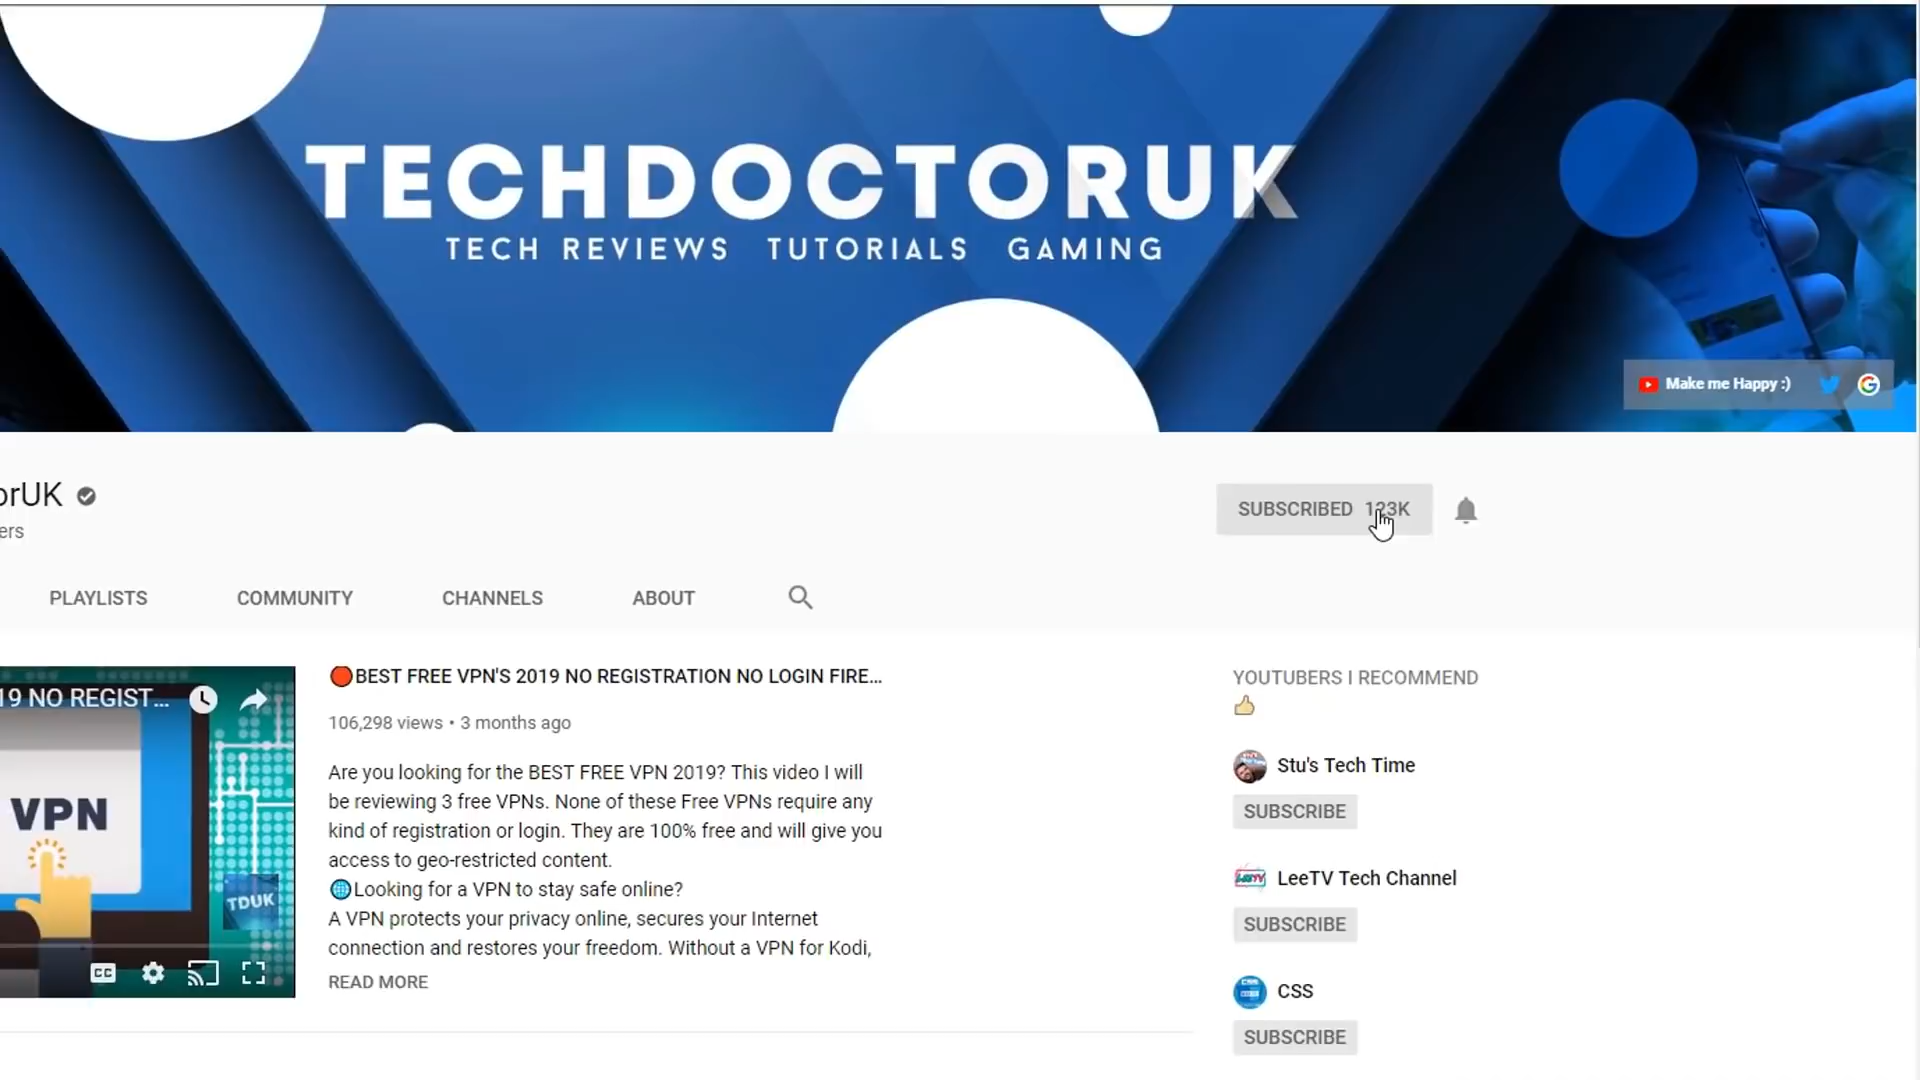 TECHDOCTORUK
TECH REVIEWS TUTORIALS GAMING
Make me Happy :)
orUK
ers
SUBSCRIBED 123K
PLAYLISTS COMMUNITY CHANNELS ABOUT
19 NO REGIST...
VPN
TDUK
CC
🔴BEST FREE VPN'S 2019 NO REGISTRATION NO LOGIN FIRE...
106,298 views • 3 months ago
Are you looking for the BEST FREE VPN 2019? This video I will
be reviewing 3 free VPNs. None of these Free VPNs require any
kind of registration or login. They are 100% free and will give you
access to geo-restricted content.
🌐Looking for a VPN to stay safe online?
A VPN protects your privacy online, secures your Internet
connection and restores your freedom. Without a VPN for Kodi,
READ MORE
YOUTUBERS I RECOMMEND
👍
Stu's Tech Time
SUBSCRIBE
LeeTV Tech Channel
SUBSCRIBE
CSS
SUBSCRIBE